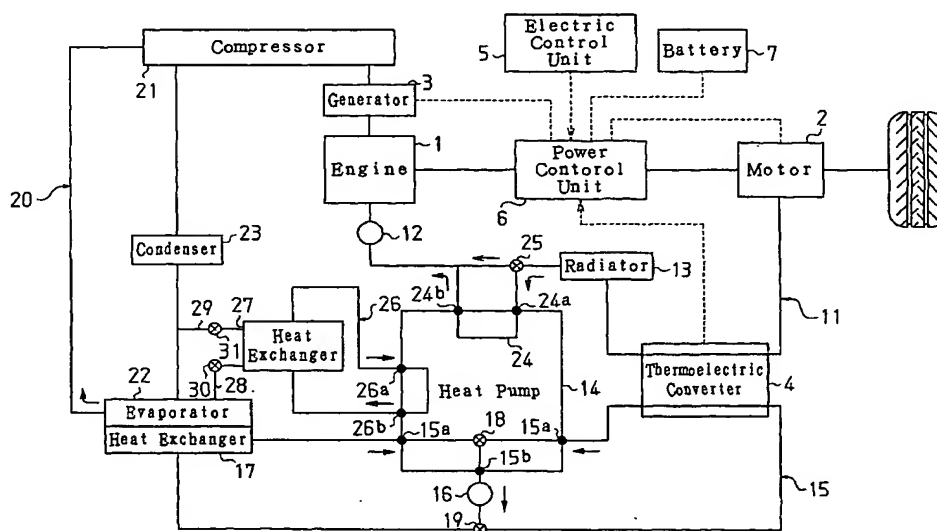 Compressor
21
Electric
Control
Unit
5
Battery
7
3
Generator
1
Engine
2
Power
Contorol
Unit
6
Motor
20
23
Condenser
12
25
Radiator
13
24b
24a
24
11
26
29
27
31
Heat
Exchanger
30
28
26a
Heat Pump
14
Thermoelectric
Converter
4
22
Evaporator
26b
18
Heat Exchanger
15a
15a
17
15b
16
15
19